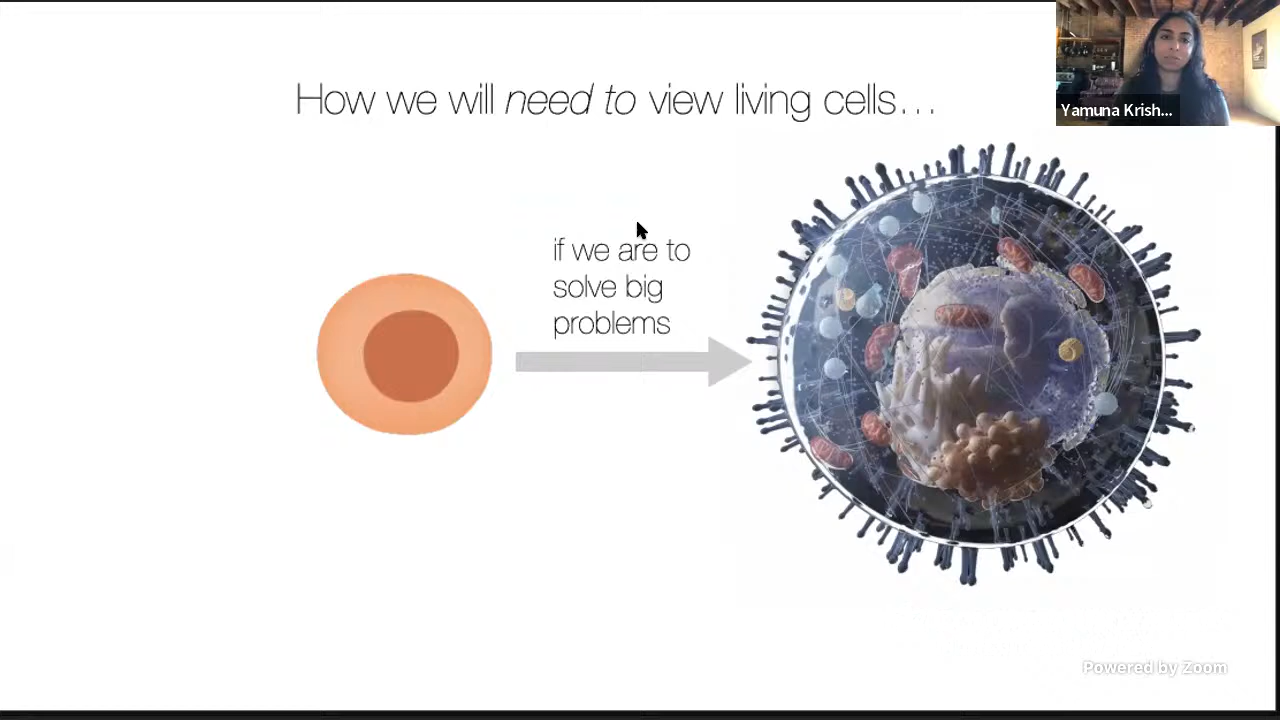 How we will need to view living cells...
Yamuna Krish...
if we are to
solve big
problems
Powered by Zoom